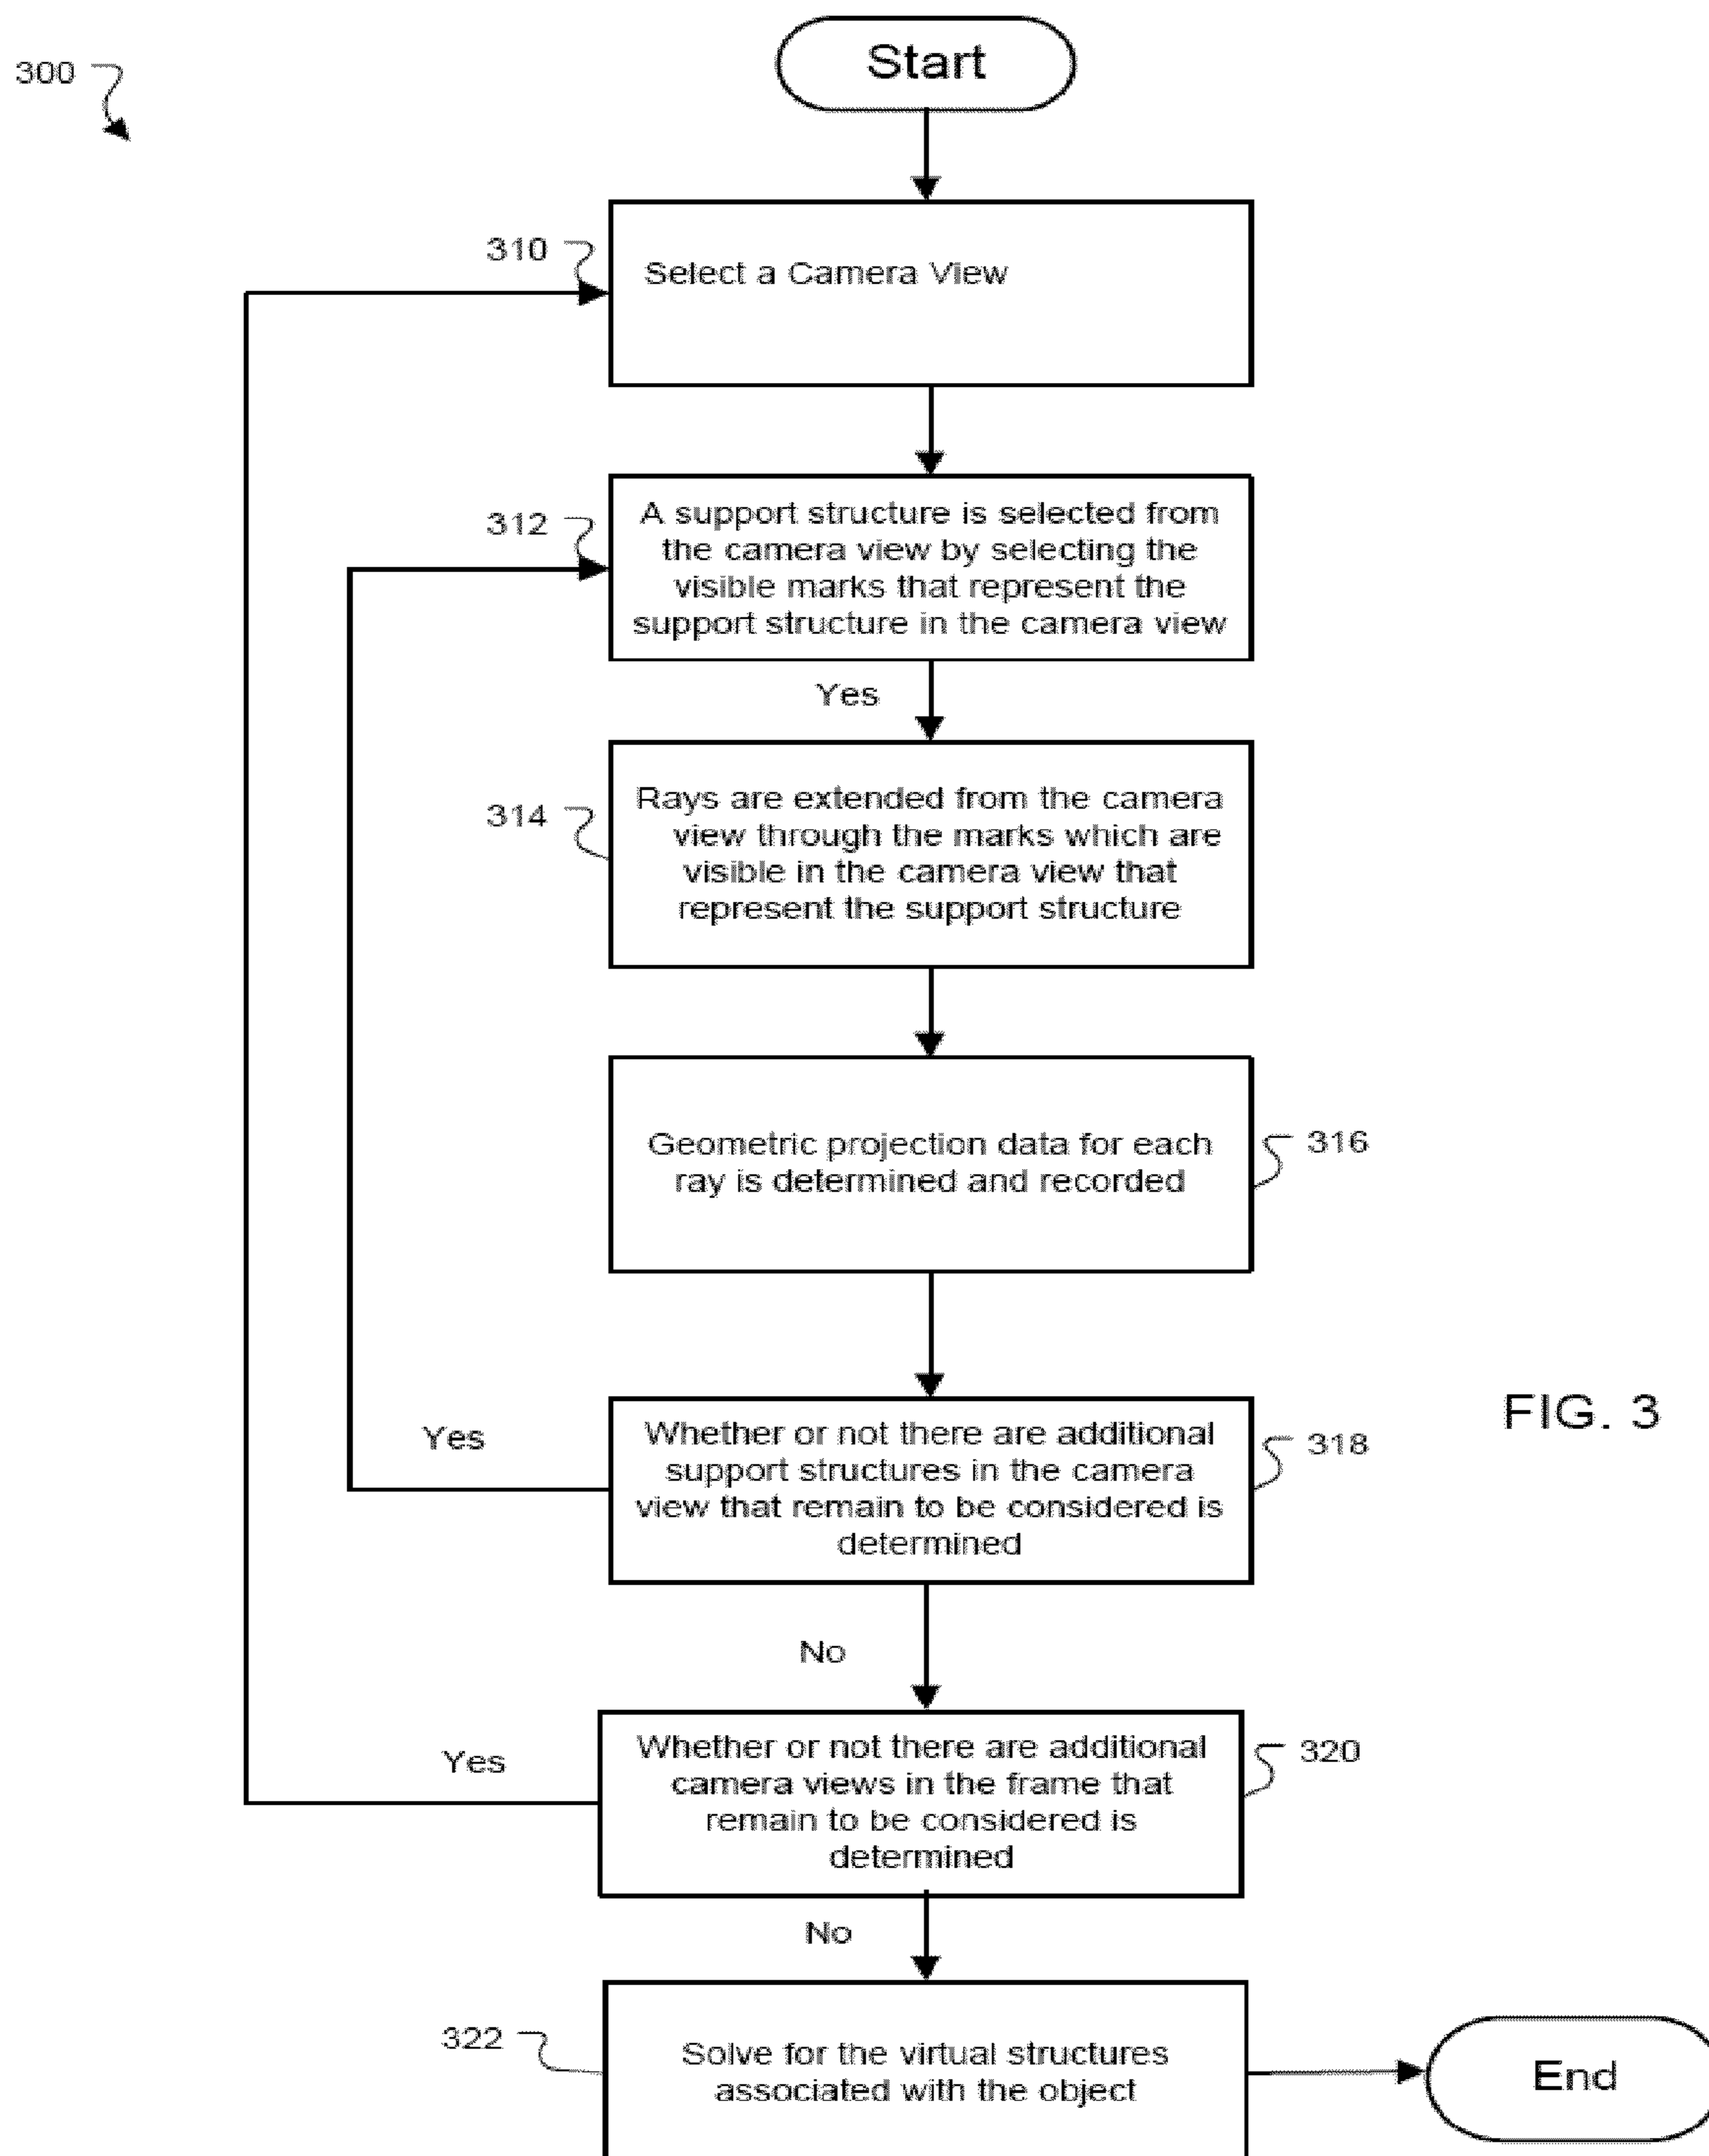 Start
300
310
Select a Camera View
312
A support structure is selected from
the camera view by selecting the
visible marks that represent the
support structure in the camera view
Yes
314
Rays are extended from the camera
view through the marks which are
visible in the camera view that
represent the support structure
Geometric projection data for each
ray is determined and recorded
316
FIG. 3
Yes
Whether or not there are additional
support structures in the camera
view that remain to be considered is
determined
318
No
Yes
Whether or not there are additional
camera views in the frame that
remain to be considered is
determined
320
No
322
Solve for the virtual structures
associated with the object
End